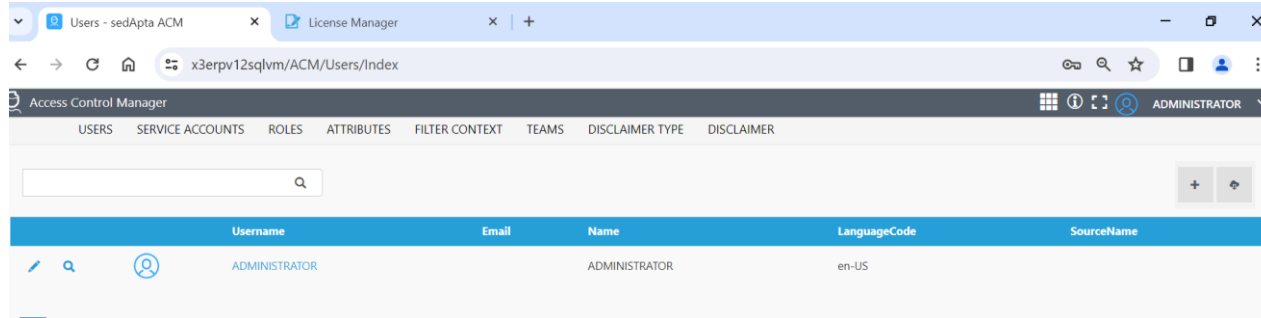 Users - sedApta ACM
License Manager
x3erpv12sqlvm/ACM/Users/Index
Access Control Manager
ADMINISTRATOR
USERS SERVICE ACCOUNTS ROLES ATTRIBUTES FILTER CONTEXT TEAMS DISCLAIMER TYPE DISCLAIMER
Username Email Name LanguageCode SourceName
ADMINISTRATOR ADMINISTRATOR en-US